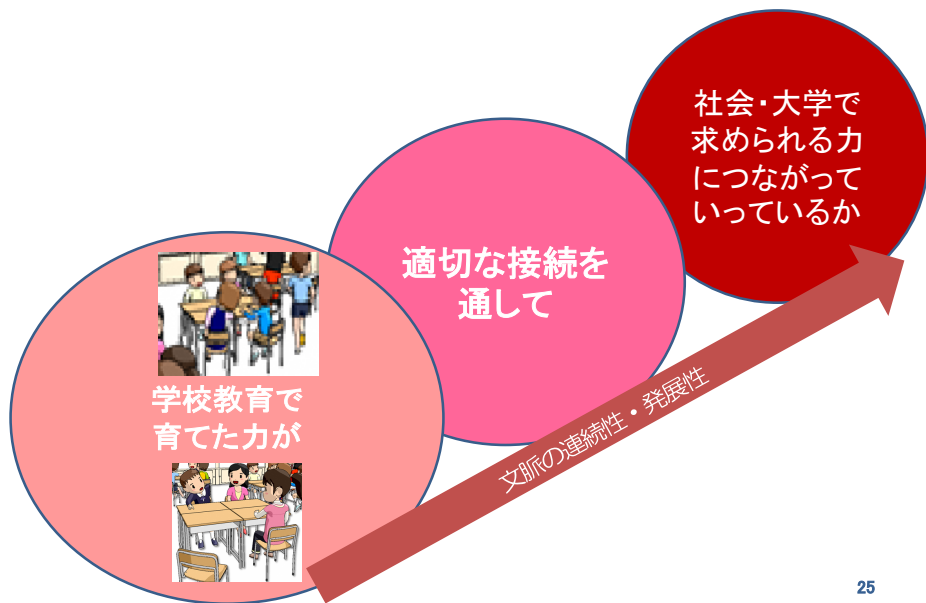 社会・大学で
求められる力
につながって
いっているか
適切な接続を
通して
学校教育で
育てた力が
文脈の連続性・発展性
25